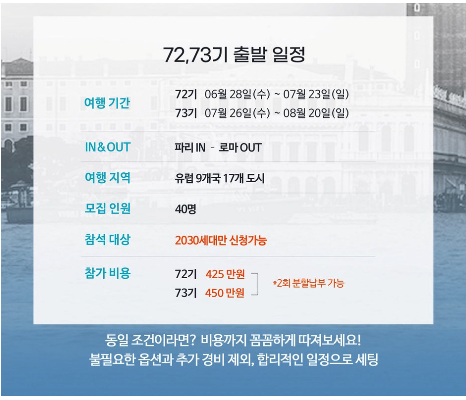 72,73기 출발 일정
여행 기간
72기 06월 28일(수) ~ 07월 23일(일)
73기 07월 26일(수) ~ 08월 20일(일)
IN&OUT 파리 IN - 로마 OUT
여행 지역 유럽 9개국 17개 도시
모집 인원 40명
참석 대상 2030세대만 신청가능
참가 비용 72기 425 만원
73기 450 만원
*2회 분할납부 가능
동일 조건이라면? 비용까지 꼼꼼하게 따져보세요!
불필요한 옵션과 추가 경비 제외, 합리적인 일정으로 세팅